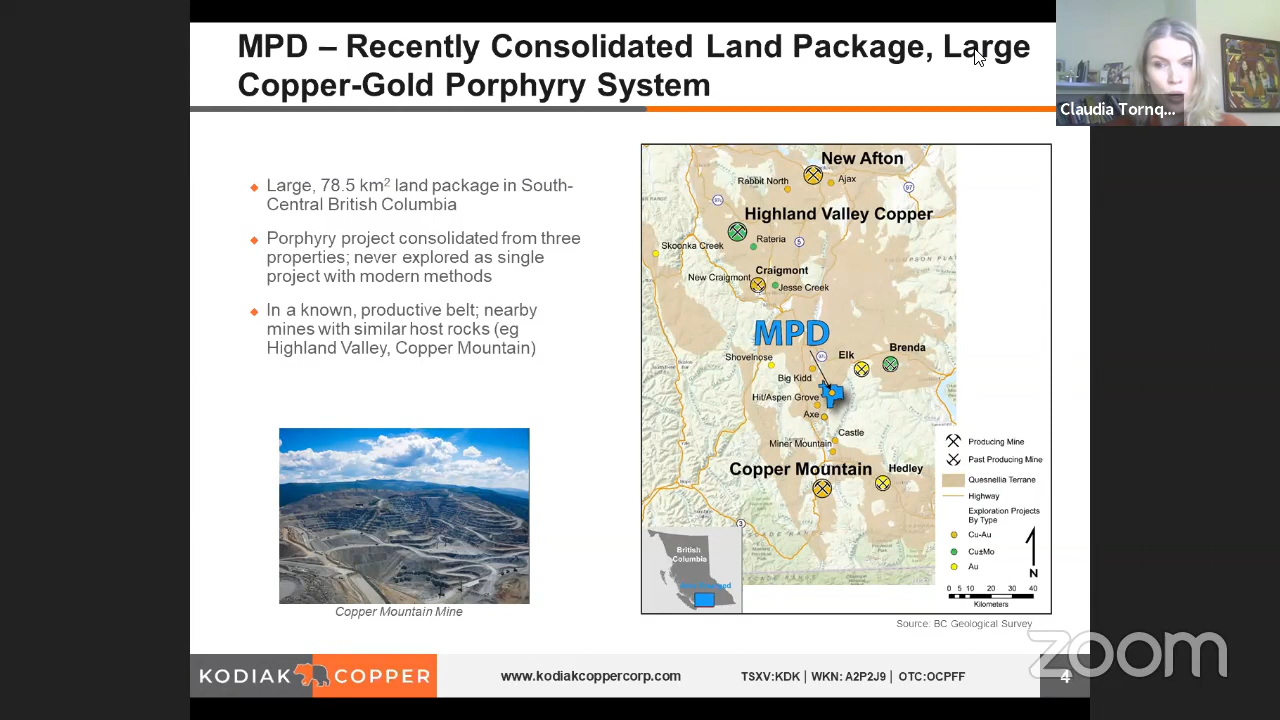 MPD – Recently Consolidated Land Package, Large
Copper-Gold Porphyry System
Claudia Tornq...
Large, 78.5 km² land package in South-
Central British Columbia
Porphyry project consolidated from three
properties; never explored as single
project with modern methods
In a known, productive belt; nearby
mines with similar host rocks (eg
Highland Valley, Copper Mountain)
Copper Mountain Mine
New Afton
Rabbit North
Ajax
97
Highland Valley Copper
Rateria
5
Skoonka Creek
Craigmont
New Craigmont
Jesse Creek
MPD
Shovelnose
Elk
Brenda
Big Kidd
Hit/Aspen Grove
Axe
Castle
Miner Mountain
Copper Mountain
Hedley
3
British
Columbia
Producing Mine
Past Producing Mine
Quesnellia Terrane
Highway
Exploration Projects
By Type
Cu-Au
Cu±Mo
Au
N
0 5 10 20 30 40
Kilometers
Source: BC Geological Survey
KODIAK COPPER
www.kodiakcoppercorp.com
TSXV:KDK | WKN: A2P2J9 | OTC:OCPFF
4
zoom